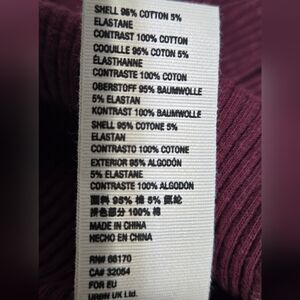 SHELL 95% COTTON 5%
ELASTANE
CONTRAST 100% COTTON
COQUILLE 95% COTON 5%
ÉLASTHANNE
CONTRASTE 100% COTON
OBERSTOFF 95% BAUMWOLLE
5% ELASTAN
KONTRAST 100% BAUMWOLLE
SHELL 95% COTONE 5%
ELASTAN
CONTRASTO 100% COTONE
EXTERIOR 95% ALGODÓN
5% ELASTANE
CONTRASTE 100% ALGODÓN
面料 95% 棉 5% 氨纶
拼色部分 100% 棉
MADE IN CHINA
HECHO EN CHINA
RN# 66170
CA# 32054
FOR EU
URBN UK Ltd.